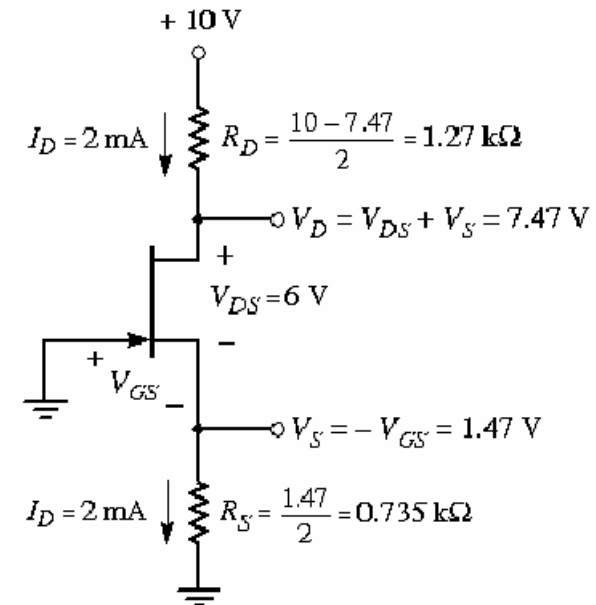 + 10 V
I_D = 2 mA
R_D = (10 – 7.47)/2 = 1.27 kΩ
V_D = V_DS + V_S = 7.47 V
+
V_DS = 6 V
–
+
V_GS
–
V_S = – V_GS = 1.47 V
I_D = 2 mA
R_S = 1.47/2 = 0.735 kΩ